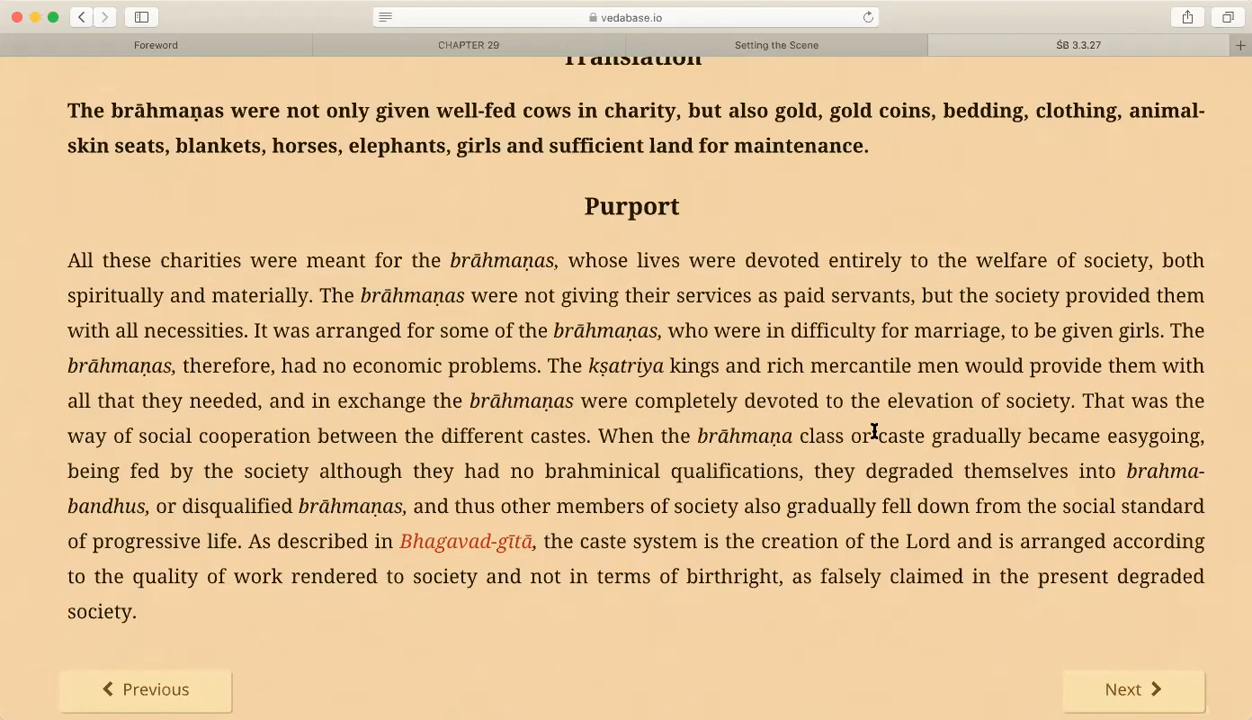 vedabase.io
Foreword
CHAPTER 29
Setting the Scene
ŚB 3.3.27
Translation
The brāhmaṇas were not only given well-fed cows in charity, but also gold, gold coins, bedding, clothing, animal-
skin seats, blankets, horses, elephants, girls and sufficient land for maintenance.
Purport
All these charities were meant for the brāhmaṇas, whose lives were devoted entirely to the welfare of society, both
spiritually and materially. The brāhmaṇas were not giving their services as paid servants, but the society provided them
with all necessities. It was arranged for some of the brāhmaṇas, who were in difficulty for marriage, to be given girls. The
brāhmaṇas, therefore, had no economic problems. The kṣatriya kings and rich mercantile men would provide them with
all that they needed, and in exchange the brāhmaṇas were completely devoted to the elevation of society. That was the
way of social cooperation between the different castes. When the brāhmaṇa class or caste gradually became easygoing,
being fed by the society although they had no brahminical qualifications, they degraded themselves into brahma-
bandhus, or disqualified brāhmaṇas, and thus other members of society also gradually fell down from the social standard
of progressive life. As described in Bhagavad-gītā, the caste system is the creation of the Lord and is arranged according
to the quality of work rendered to society and not in terms of birthright, as falsely claimed in the present degraded
society.
Previous
Next